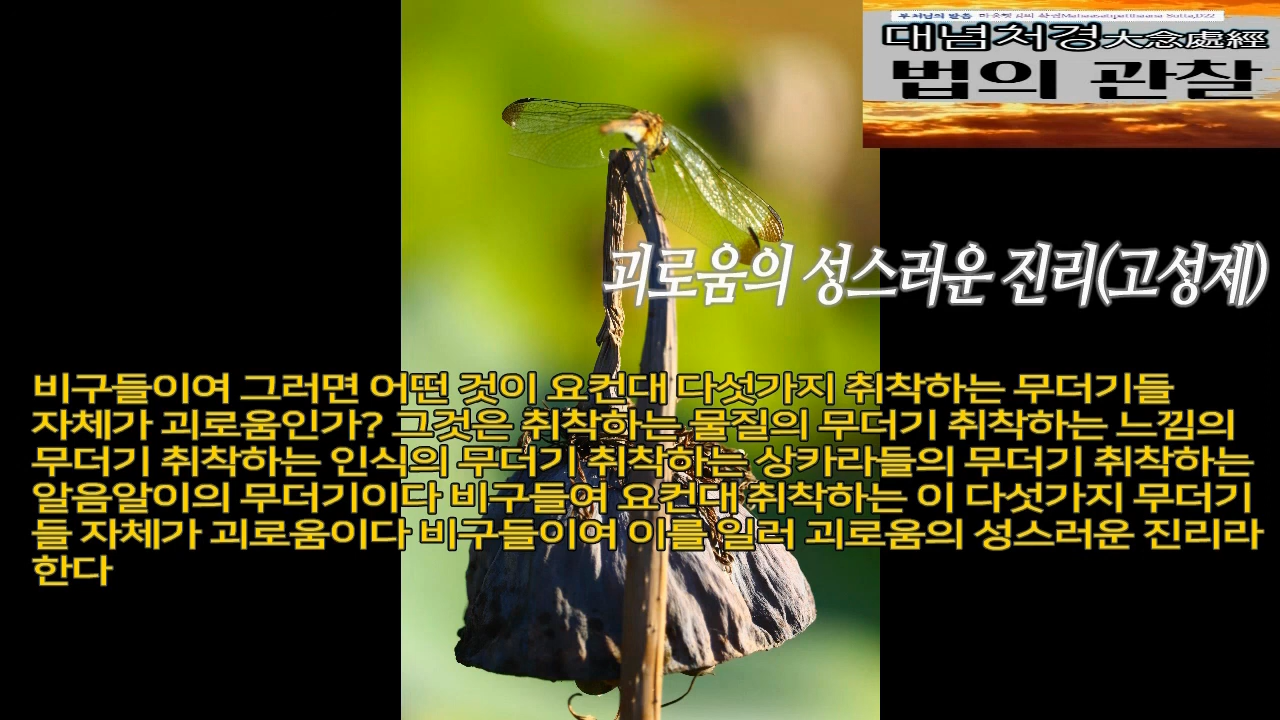 부처님의 말씀
대념처경大念處經
법의 관찰
괴로움의 성스러운 진리(고성제)
비구들이여 그러면 어떤 것이 요컨대 다섯가지 취착하는 무더기들
자체가 괴로움인가? 그것은 취착하는 물질의 무더기 취착하는 느낌의
무더기 취착하는 인식의 무더기 취착하는 상카라들의 무더기 취착하는
알음알이의 무더기이다 비구들여 요컨대 취착하는 이 다섯가지 무더기
들 자체가 괴로움이다 비구들이여 이를 일러 괴로움의 성스러운 진리라
한다